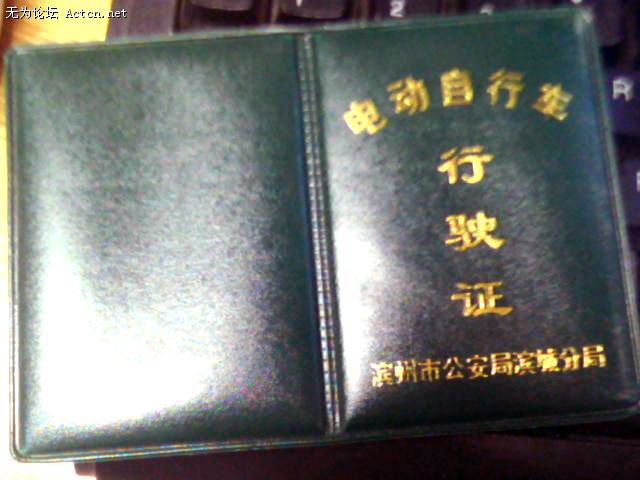 无为论坛 Actcn.net
2
R
电动自行车
行
驶
证
滨州市公安局滨城分局